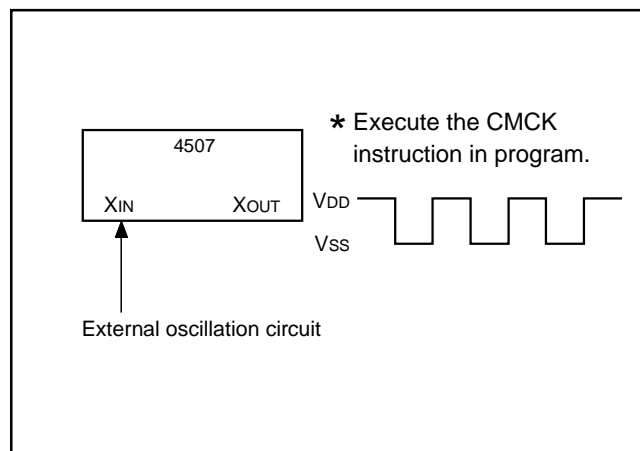 * Execute the CMCK
instruction in program.
4507
XIN XOUT
VDD
VSS
External oscillation circuit